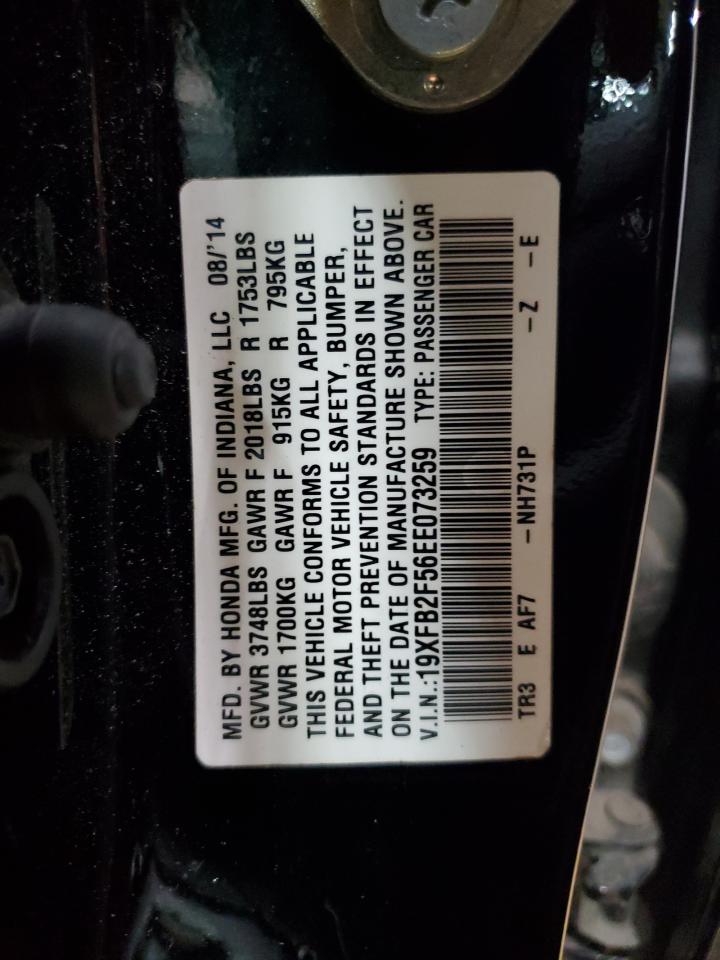 MFD. BY HONDA MFG. OF INDIANA, LLC 08/'14
GVWR 3748LBS GAWR F 2018LBS R 1753LBS
GVWR 1700KG GAWR F 915KG R 795KG
THIS VEHICLE CONFORMS TO ALL APPLICABLE
FEDERAL MOTOR VEHICLE SAFETY, BUMPER,
AND THEFT PREVENTION STANDARDS IN EFFECT
ON THE DATE OF MANUFACTURE SHOWN ABOVE.
V.I.N.:19XFB2F56EE073259 TYPE: PASSENGER CAR
TR3 E AF7 -NH731P -Z -E